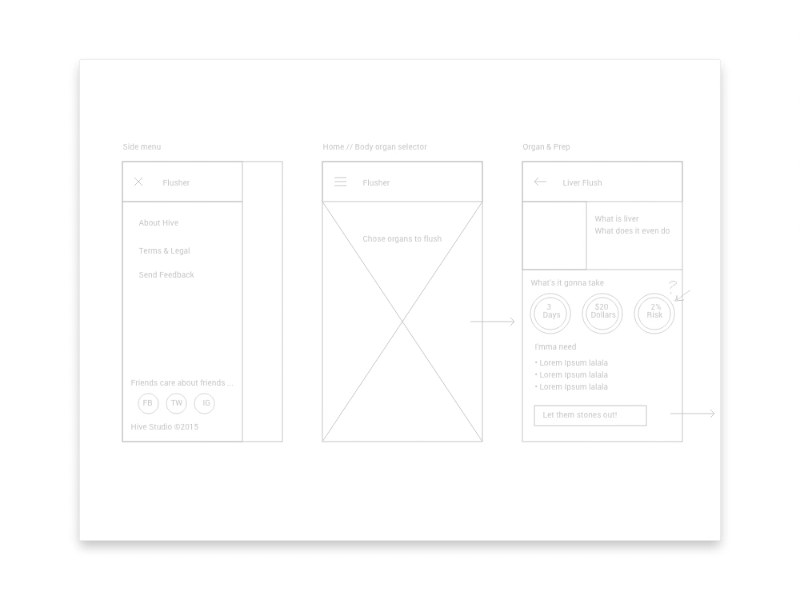 Side menu
Home // Body organ selector
Organ & Prep
Flusher
About Hive
Terms & Legal
Send Feedback
Friends care about friends ...
FB
TW
IG
Hive Studio ©2015
Flusher
Chose organs to flush
Liver Flush
What is liver
What does it even do
What's it gonna take
?
3
Days
$20
Dollars
2%
Risk
I'mma need
• Lorem ipsum lalala
• Lorem ipsum lalala
• Lorem ipsum lalala
Let them stones out!